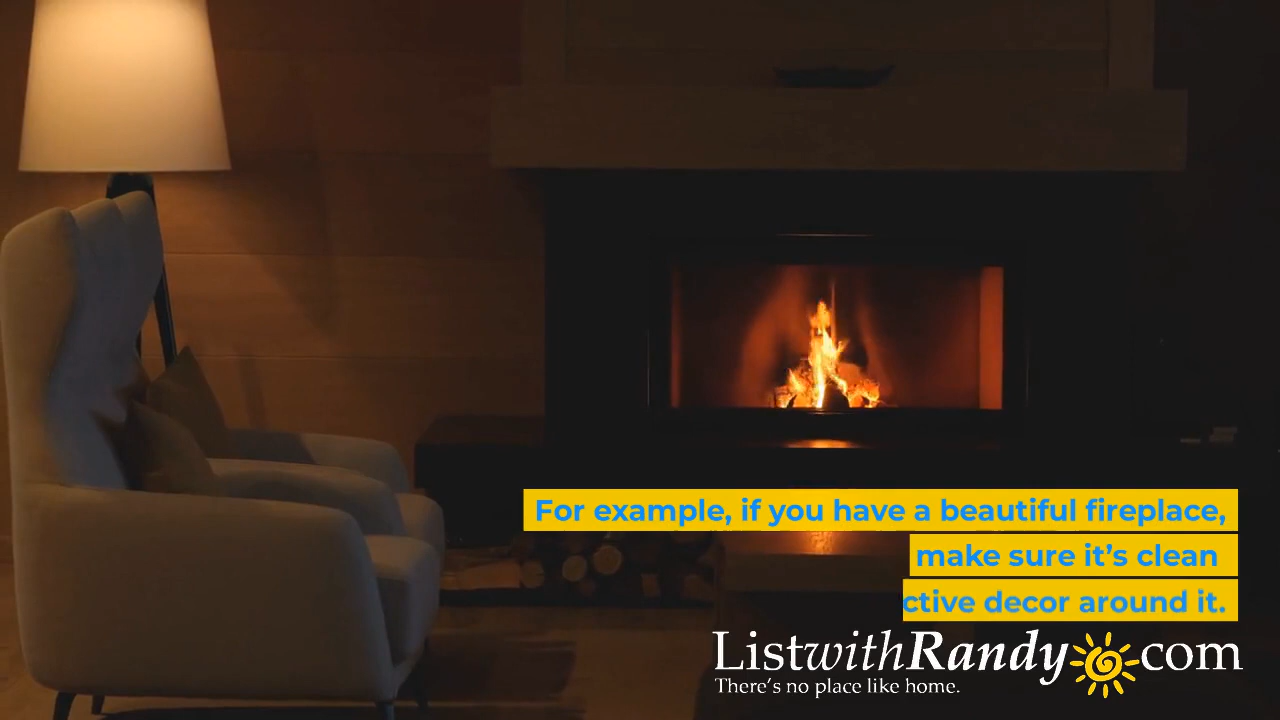 For example, if you have a beautiful fireplace,
make sure it's clean
decor around it.
ListwithRandy.com
There's no place like home.